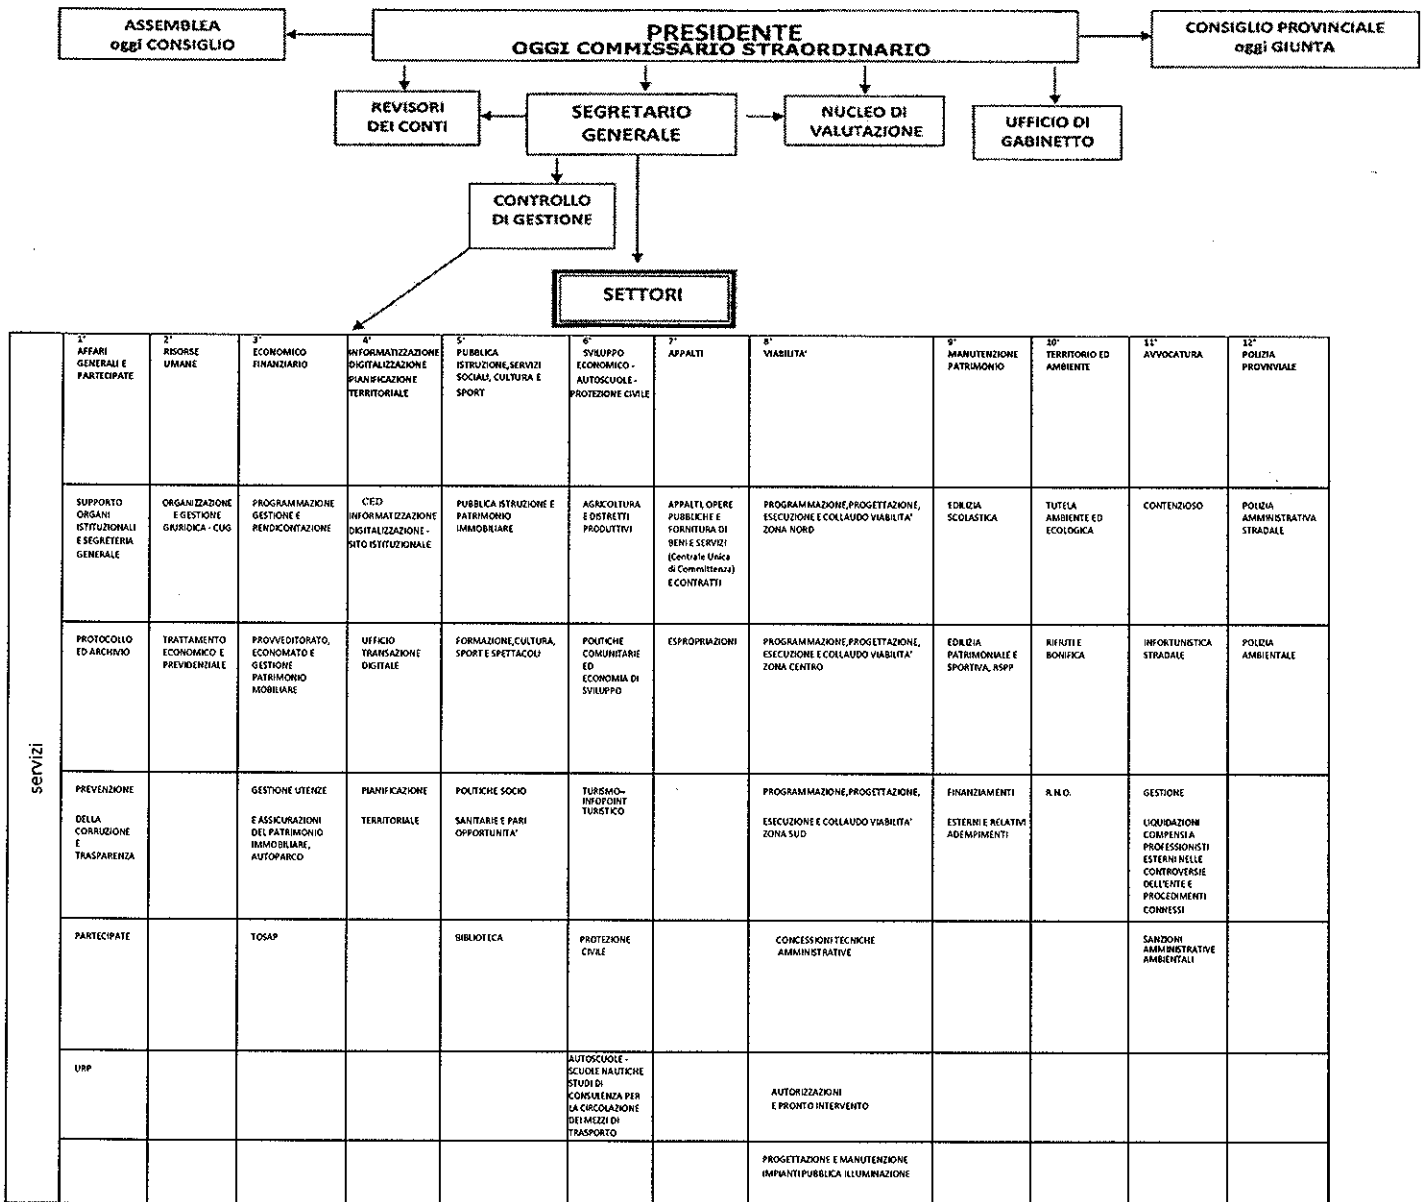 ASSEMBLEA
oggi CONSIGLIO
PRESIDENTE
OGGI COMMISSARIO STRAORDINARIO
CONSIGLIO PROVINCIALE
oggi GIUNTA
REVISORI
DEI CONTI
SEGRETARIO
GENERALE
NUCLEO DI
VALUTAZIONE
UFFICIO DI
GABINETTO
CONTROLLO
DI GESTIONE
SETTORI
servizi
1°
AFFARI
GENERALI E
PARTECIPATE
2°
RISORSE
UMANE
3°
ECONOMICO
FINANZIARIO
4°
INFORMATIZZAZIONE
DIGITALIZZAZIONE
PIANIFICAZIONE
TERRITORIALE
5°
PUBBLICA
ISTRUZIONE,SERVIZI
SOCIALI, CULTURA E
SPORT
6°
SVILUPPO
ECONOMICO -
AUTOSCUOLE -
PROTEZIONE CIVILE
7°
APPALTI
8°
VIABILITA'
9°
MANUTENZIONE
PATRIMONIO
10°
TERRITORIO ED
AMBIENTE
11°
AVVOCATURA
12°
POLIZIA
PROVNVIALE
SUPPORTO
ORGANI
ISTITUZIONALI
E SEGRETERIA
GENERALE
ORGANIZZAZIONE
E GESTIONE
GIURIDICA - CUG
PROGRAMMAZIONE
GESTIONE E
RENDICONTAZIONE
CED
INFORMATIZZAZIONE
DIGITALIZZAZIONE -
SITO ISTITUZIONALE
PUBBLICA ISTRUZIONE E
PATRIMONIO
IMMOBILIARE
AGRICOLTURA
E DISTRETTI
PRODUTTIVI
APPALTI, OPERE
PUBBLICHE E
FORNITURA DI
BENI E SERVIZI
(Centrale Unica
di Committenza)
E CONTRATTI
PROGRAMMAZIONE,PROGETTAZIONE,
ESECUZIONE E COLLAUDO VIABILITA'
ZONA NORD
EDILIZIA
SCOLASTICA
TUTELA
AMBIENTE ED
ECOLOGICA
CONTENZIOSO
POLIZIA
AMMINISTRATIVA
STRADALE
PROTOCOLLO
ED ARCHIVIO
TRATTAMENTO
ECONOMICO E
PREVIDENZIALE
PROVVEDITORATO,
ECONOMATO E
GESTIONE
PATRIMONIO
MOBILIARE
UFFICIO
TRANSAZIONE
DIGITALE
FORMAZIONE,CULTURA,
SPORT E SPETTACOLI
POLITICHE
COMUNITARIE
ED
ECONOMIA DI
SVILUPPO
ESPROPRIAZIONI
PROGRAMMAZIONE,PROGETTAZIONE,
ESECUZIONE E COLLAUDO VIABILITA'
ZONA CENTRO
EDILIZIA
PATRIMONIALE E
SPORTIVA, RSPP
RIFIUTI E
BONIFICA
INFORTUNISTICA
STRADALE
POLIZIA
AMBIENTALE
PREVENZIONE
DELLA
CORRUZIONE
E
TRASPARENZA
GESTIONE UTENZE
E ASSICURAZIONI
DEL PATRIMONIO
IMMOBILIARE,
AUTOPARCO
PIANIFICAZIONE
TERRITORIALE
POLITICHE SOCIO
SANITARIE E PARI
OPPORTUNITA'
TURISMO-
INFOPOINT
TURISTICO
PROGRAMMAZIONE,PROGETTAZIONE,
ESECUZIONE E COLLAUDO VIABILITA'
ZONA SUD
FINANZIAMENTI
ESTERNI E RELATIVI
ADEMPIMENTI
R.N.O.
GESTIONE
LIQUIDAZIONI
COMPENSI A
PROFESSIONISTI
ESTERNI NELLE
CONTROVERSIE
DELL'ENTE E
PROCEDIMENTI
CONNESSI
PARTECIPATE
TOSAP
BIBLIOTECA
PROTEZIONE
CIVILE
CONCESSIONI TECNICHE
AMMINISTRATIVE
SANZIONI
AMMINISTRATIVE
AMBIENTALI
URP
AUTOSCUOLE -
SCUOLE NAUTICHE
STUDI DI
CONSULENZA PER
LA CIRCOLAZIONE
DEI MEZZI DI
TRASPORTO
AUTORIZZAZIONI
E PRONTO INTERVENTO
PROGETTAZIONE E MANUTENZIONE
IMPIANTI PUBBLICA ILLUMINAZIONE